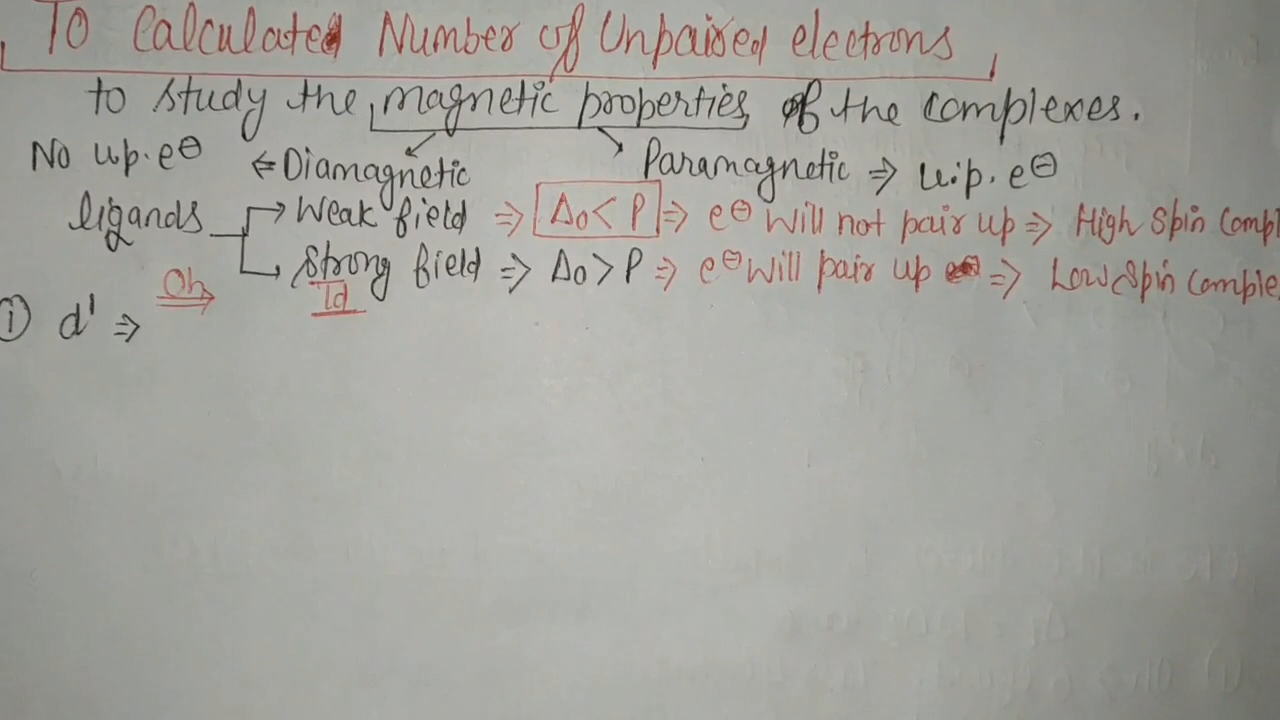 To Calculated Number of Unpaired electrons
to study the magnetic properties of the complexes.
No u.p. e⊖ ⇐ Diamagnetic Paramagnetic ⇒ u.p. e⊖
ligands → Weak field ⇒ Δo < P ⇒ e⊖ will not pair up ⇒ High Spin Compl
→ Strong field ⇒ Δo > P ⇒ e⊖ will pair up ⇒ Low Spin Comple
Oh Td
① d¹ ⇒